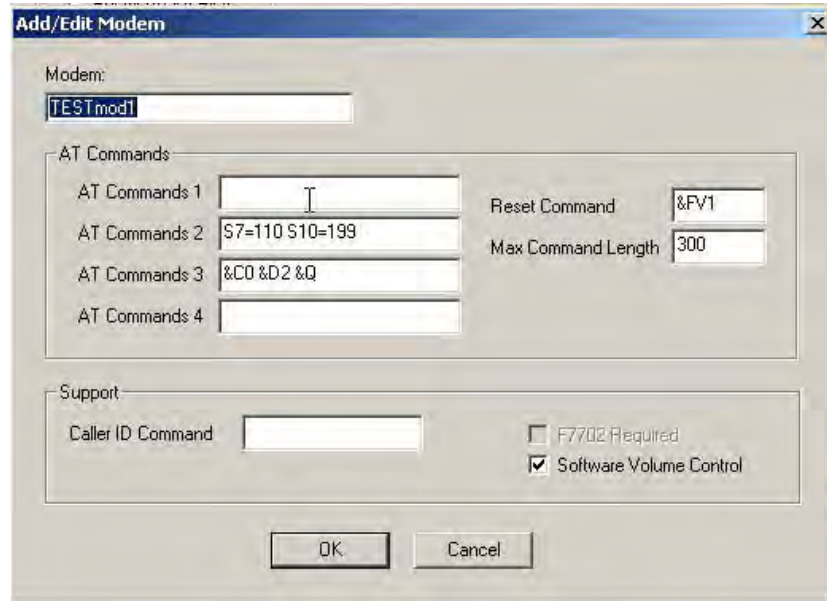 Add/Edit Modem
Modem:
TESTmod1
AT Commands
AT Commands 1
AT Commands 2 S7=110 S10=199
AT Commands 3 &C0 &D2 &Q
AT Commands 4
Reset Command &FV1
Max Command Length 300
Support
Caller ID Command
F7702 Required
Software Volume Control
OK Cancel